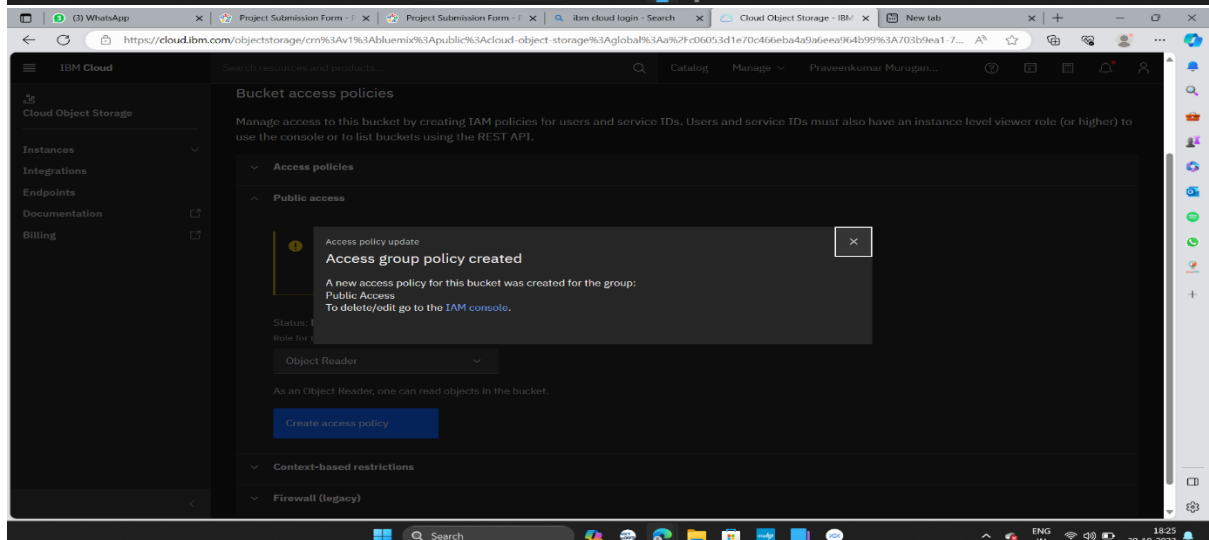 (3) WhatsApp
Project Submission Form - F
Project Submission Form - F
ibm cloud login - Search
Cloud Object Storage - IBM
New tab
https://cloud.ibm.com/objectstorage/crn%3Av1%3Abluemix%3Apublic%3Acloud-object-storage%3Aglobal%3Aa%2Fc06053d1e70c466eba4a9a6eea964b99%3A703b9ea1-7...
IBM Cloud
Search resources and products...
Catalog
Manage
Praveenkumar Murugan...
Cloud Object Storage
Instances
Integrations
Endpoints
Documentation
Billing
Bucket access policies
Manage access to this bucket by creating IAM policies for users and service IDs. Users and service IDs must also have an instance level viewer role (or higher) to
use the console or to list buckets using the REST API.
Access policies
Public access
Access policy update
Access group policy created
A new access policy for this bucket was created for the group:
Public Access
To delete/edit go to the IAM console.
Status:
Role for
Object Reader
As an Object Reader, one can read objects in the bucket.
Create access policy
Context-based restrictions
Firewall (legacy)
Search
ENG
18:25